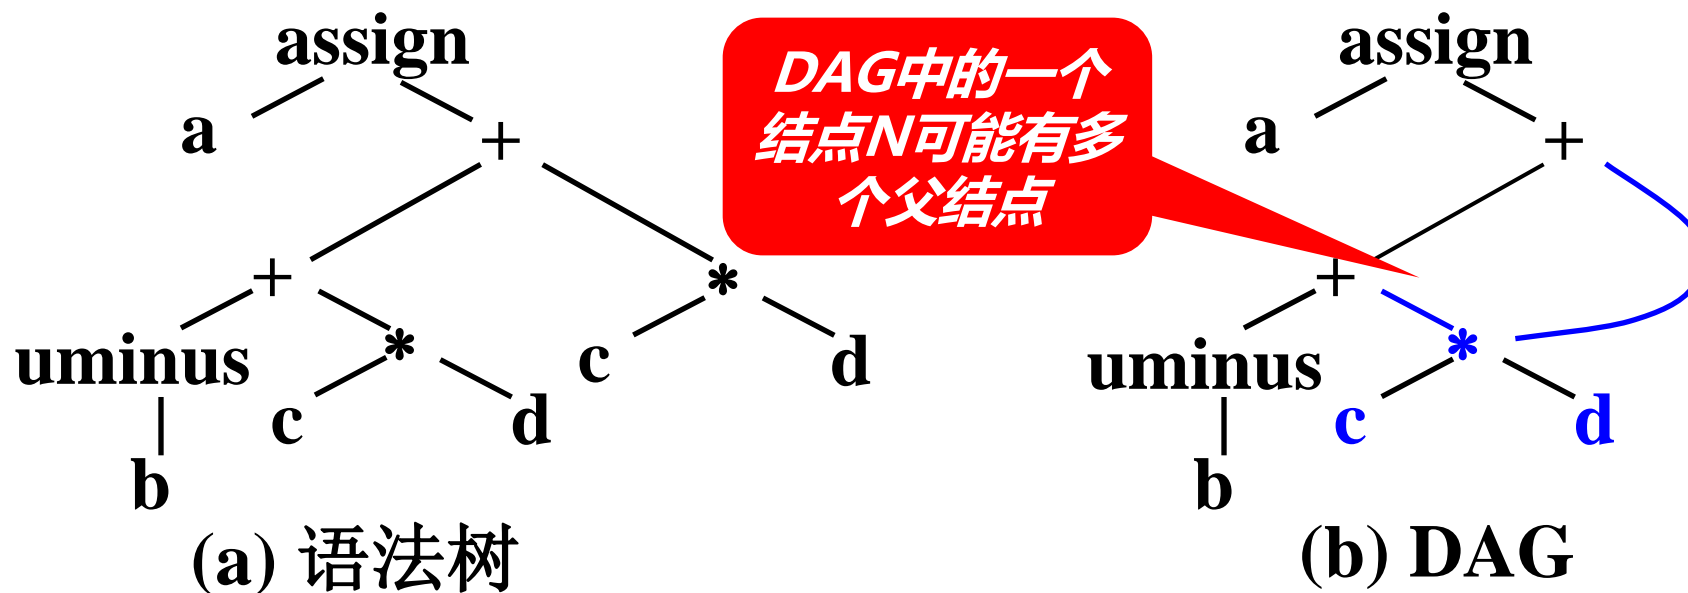 assign
a
+
+
*
uminus
*
c
d
c
d
b
(a) 语法树
DAG中的一个
结点N可能有多
个父结点
assign
a
+
+
uminus
*
c
d
b
(b) DAG